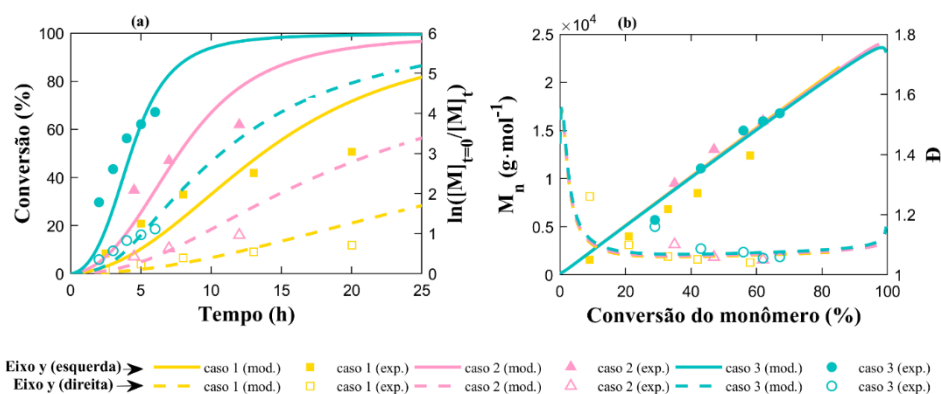 (a)
Conversão (%)
100
80
60
40
20
0
0 5 10 15 20 25
Tempo (h)
6
5
4
3
2
1
0
ln([M]t=0/[M]t)
(b)
×10⁴
Mn (g·mol⁻¹)
2.5
2
1.5
1
0.5
0
0 20 40 60 80 100
Conversão do monômero (%)
1.8
1.6
1.4
1.2
1
Đ
Eixo y (esquerda) caso 1 (mod.) caso 1 (exp.) caso 2 (mod.) caso 2 (exp.) caso 3 (mod.) caso 3 (exp.)
Eixo y (direita) caso 1 (mod.) caso 1 (exp.) caso 2 (mod.) caso 2 (exp.) caso 3 (mod.) caso 3 (exp.)